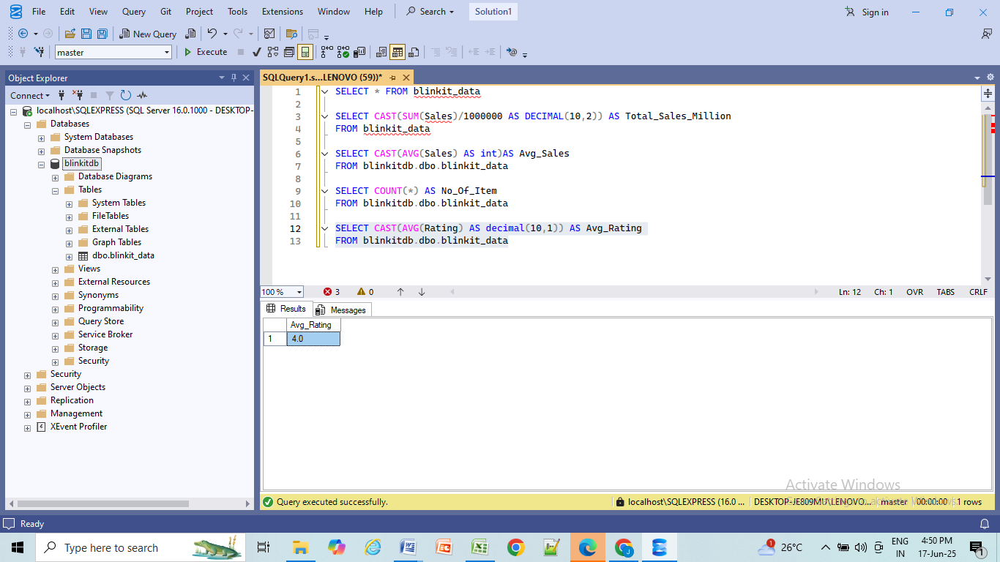 File Edit View Query Git Project Tools Extensions Window Help Search Solution1 Sign in
New Query
master Execute
Object Explorer
SQLQuery1.s...LENOVO (59))*
Connect
localhost\SQLEXPRESS (SQL Server 16.0.1000 - DESKTOP-
Databases
System Databases
Database Snapshots
blinkitdb
Database Diagrams
Tables
System Tables
FileTables
External Tables
Graph Tables
dbo.blinkit_data
Views
External Resources
Synonyms
Programmability
Query Store
Service Broker
Storage
Security
Security
Server Objects
Replication
Management
XEvent Profiler
1 SELECT * FROM blinkit_data
2
3 SELECT CAST(SUM(Sales)/1000000 AS DECIMAL(10,2)) AS Total_Sales_Million
4 FROM blinkit_data
5
6 SELECT CAST(AVG(Sales) AS int)AS Avg_Sales
7 FROM blinkitdb.dbo.blinkit_data
8
9 SELECT COUNT(*) AS No_Of_Item
10 FROM blinkitdb.dbo.blinkit_data
11
12 SELECT CAST(AVG(Rating) AS decimal(10,1)) AS Avg_Rating
13 FROM blinkitdb.dbo.blinkit_data
100 % 3 0 Ln: 12 Ch: 1 OVR TABS CRLF
Results Messages
Avg_Rating
1 4.0
Activate Windows
Query executed successfully. localhost\SQLEXPRESS (16.0 ... master 00:00:00 1 rows
Ready
Type here to search 26°C ENG 4:50 PM
IN 17-Jun-25